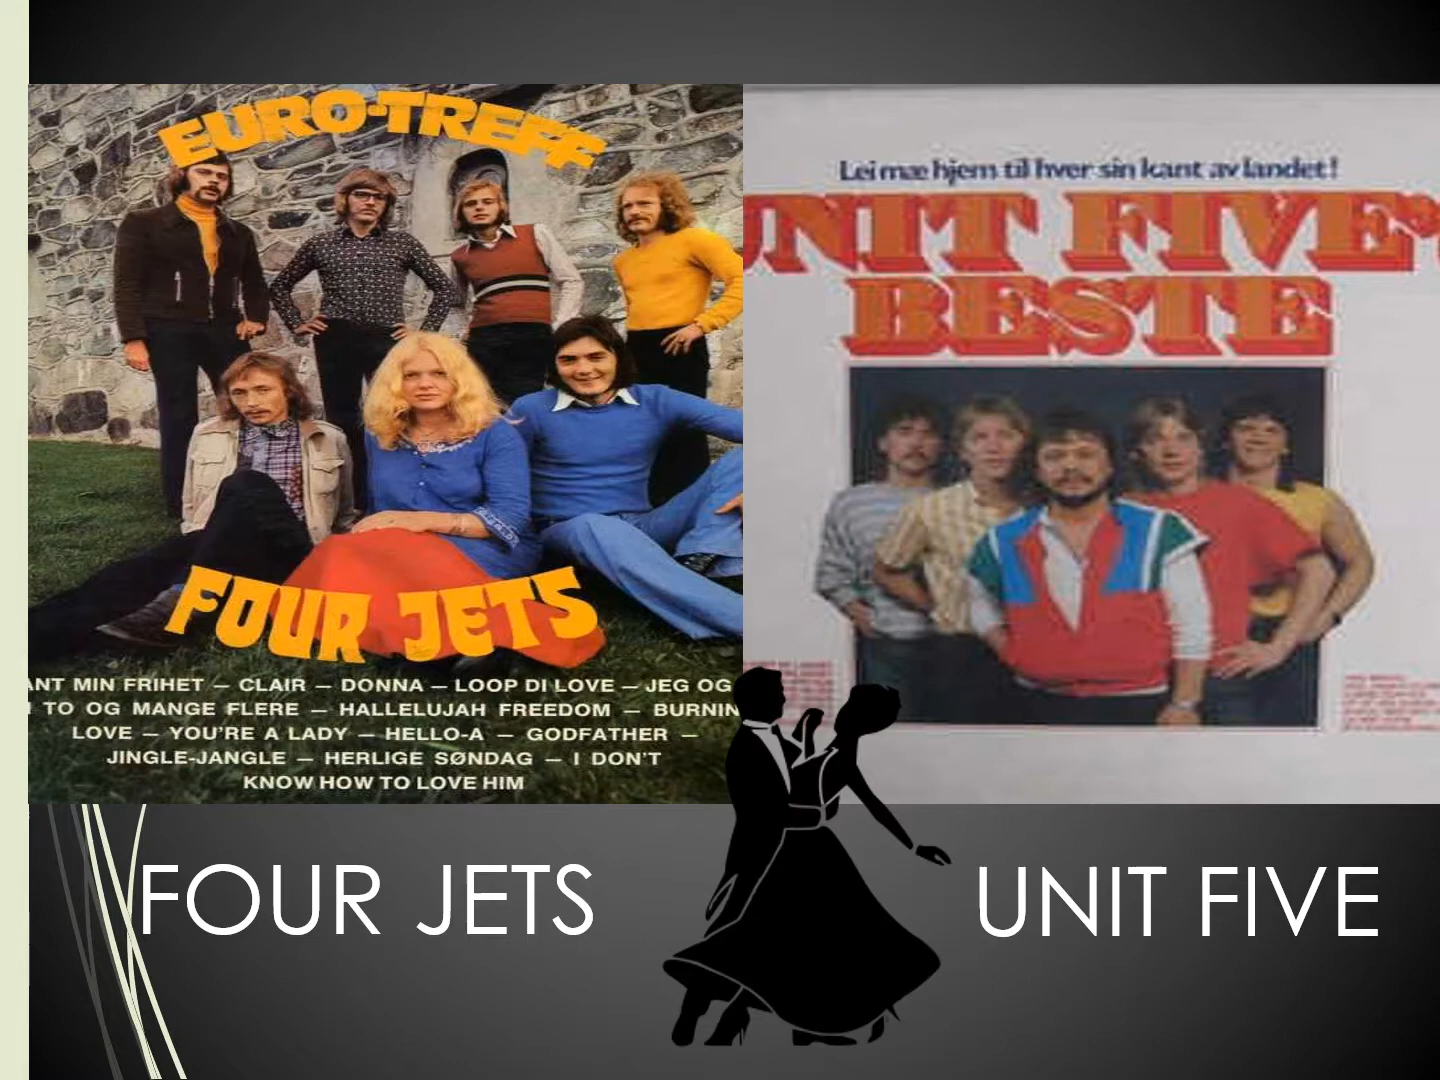 EURO-TREFF
FOUR JETS
ANT MIN FRIHET — CLAIR — DONNA — LOOP DI LOVE — JEG OG
TO OG MANGE FLERE — HALLELUJAH FREEDOM — BURNIN
LOVE — YOU'RE A LADY — HELLO-A — GODFATHER —
JINGLE-JANGLE — HERLIGE SØNDAG — I DON'T
KNOW HOW TO LOVE HIM
Lei mæ hjem til hver sin kant av landet!
NIT FIVE'
BESTE
FOUR JETS
UNIT FIVE